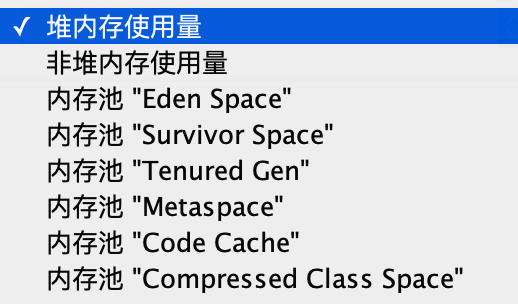 ✓ 堆内存使用量
非堆内存使用量
内存池 "Eden Space"
内存池 "Survivor Space"
内存池 "Tenured Gen"
内存池 "Metaspace"
内存池 "Code Cache"
内存池 "Compressed Class Space"